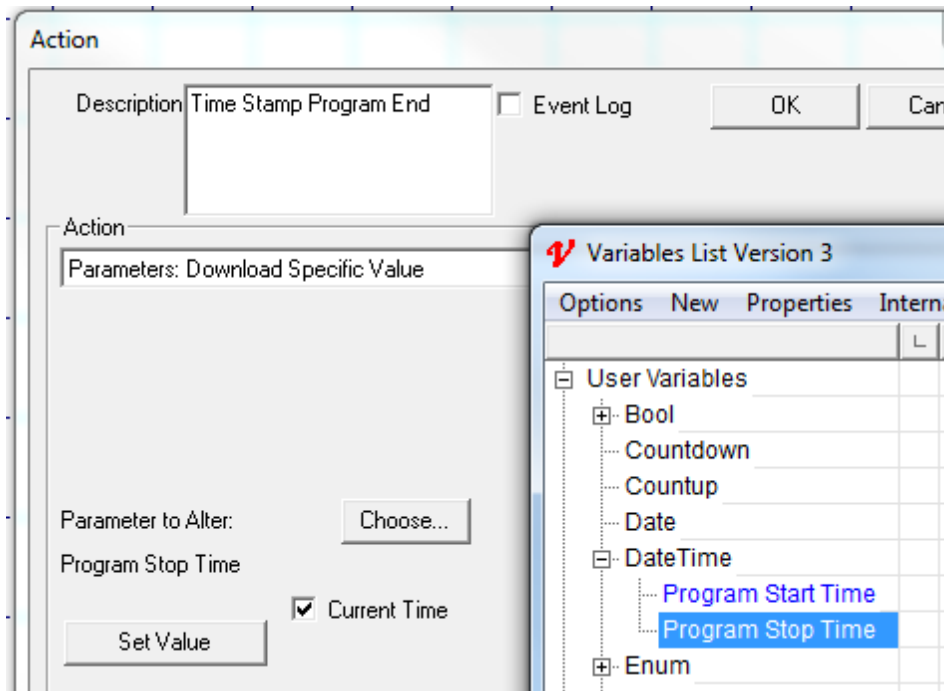 Action
Description
Time Stamp Program End
Event Log
OK
Action
Parameters: Download Specific Value
Variables List Version 3
Options New Properties
User Variables
Bool
Countdown
Countup
Date
DateTime
Program Start Time
Program Stop Time
Enum
Parameter to Alter:
Choose...
Program Stop Time
Current Time
Set Value